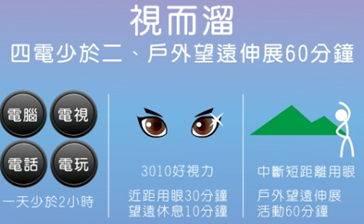 視而溜
四電少於二、戶外望遠伸展60分鐘
電腦
電視
電話
電玩
一天少於2小時
3010好視力
近距用眼30分鐘
望遠休息10分鐘
中斷短距離用眼
戶外望遠伸展
活動60分鐘